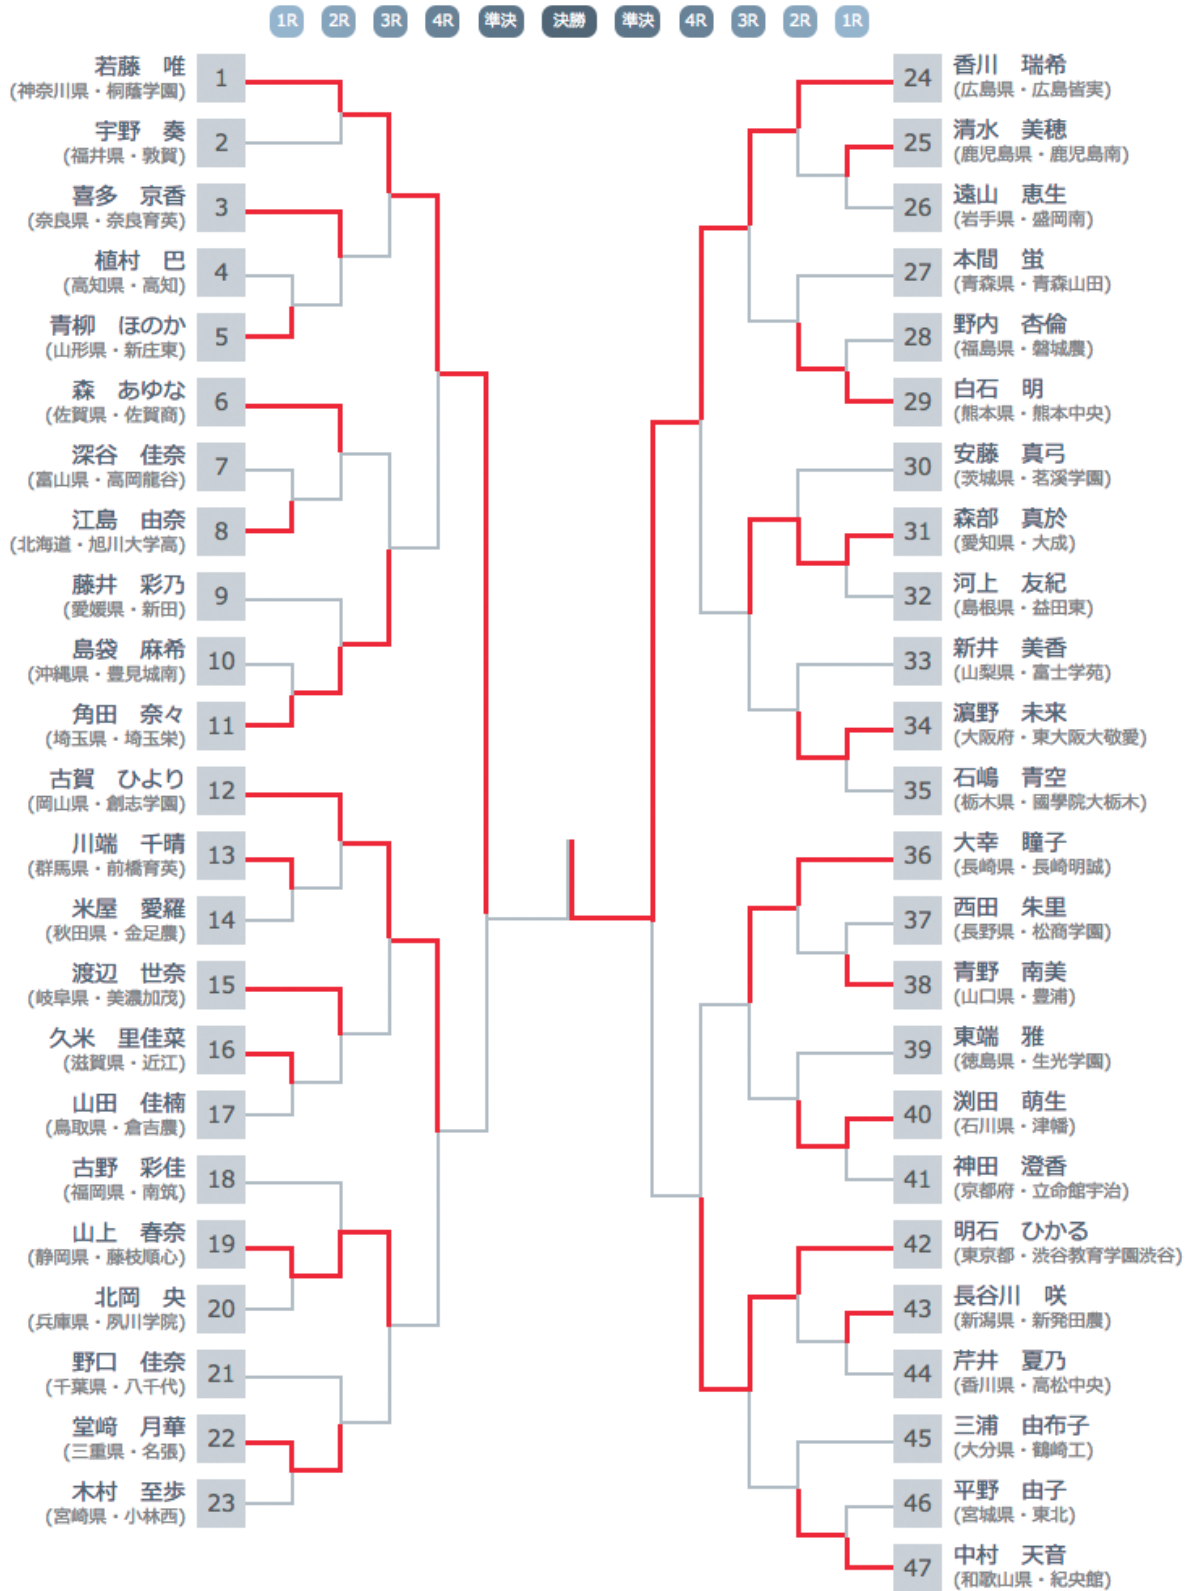 1R 2R 3R 4R 準決 決勝 準決 4R 3R 2R 1R
若藤　唯
(神奈川県・桐蔭学園)
1
宇野　奏
(福井県・敦賀)
2
喜多　京香
(奈良県・奈良育英)
3
植村　巴
(高知県・高知)
4
青柳　ほのか
(山形県・新庄東)
5
森　あゆな
(佐賀県・佐賀商)
6
深谷　佳奈
(富山県・高岡龍谷)
7
江島　由奈
(北海道・旭川大学高)
8
藤井　彩乃
(愛媛県・新田)
9
島袋　麻希
(沖縄県・豊見城南)
10
角田　奈々
(埼玉県・埼玉栄)
11
古賀　ひより
(岡山県・創志学園)
12
川端　千晴
(群馬県・前橋育英)
13
米屋　愛羅
(秋田県・金足農)
14
渡辺　世奈
(岐阜県・美濃加茂)
15
久米　里佳菜
(滋賀県・近江)
16
山田　佳楠
(鳥取県・倉吉農)
17
古野　彩佳
(福岡県・南筑)
18
山上　春奈
(静岡県・藤枝順心)
19
北岡　央
(兵庫県・夙川学院)
20
野口　佳奈
(千葉県・八千代)
21
堂﨑　月華
(三重県・名張)
22
木村　至歩
(宮崎県・小林西)
23
24
香川　瑞希
(広島県・広島皆実)
25
清水　美穂
(鹿児島県・鹿児島南)
26
遠山　恵生
(岩手県・盛岡南)
27
本間　蛍
(青森県・青森山田)
28
野内　杏倫
(福島県・磐城農)
29
白石　明
(熊本県・熊本中央)
30
安藤　真弓
(茨城県・茗溪学園)
31
森部　真於
(愛知県・大成)
32
河上　友紀
(島根県・益田東)
33
新井　美香
(山梨県・富士学苑)
34
濵野　未来
(大阪府・東大阪大敬愛)
35
石嶋　青空
(栃木県・國學院大栃木)
36
大幸　瞳子
(長崎県・長崎明誠)
37
西田　朱里
(長野県・松商学園)
38
青野　南美
(山口県・豊浦)
39
東端　雅
(徳島県・生光学園)
40
渕田　萌生
(石川県・津幡)
41
神田　澄香
(京都府・立命館宇治)
42
明石　ひかる
(東京都・渋谷教育学園渋谷)
43
長谷川　咲
(新潟県・新発田農)
44
芹井　夏乃
(香川県・高松中央)
45
三浦　由布子
(大分県・鶴崎工)
46
平野　由子
(宮城県・東北)
47
中村　天音
(和歌山県・紀央館)